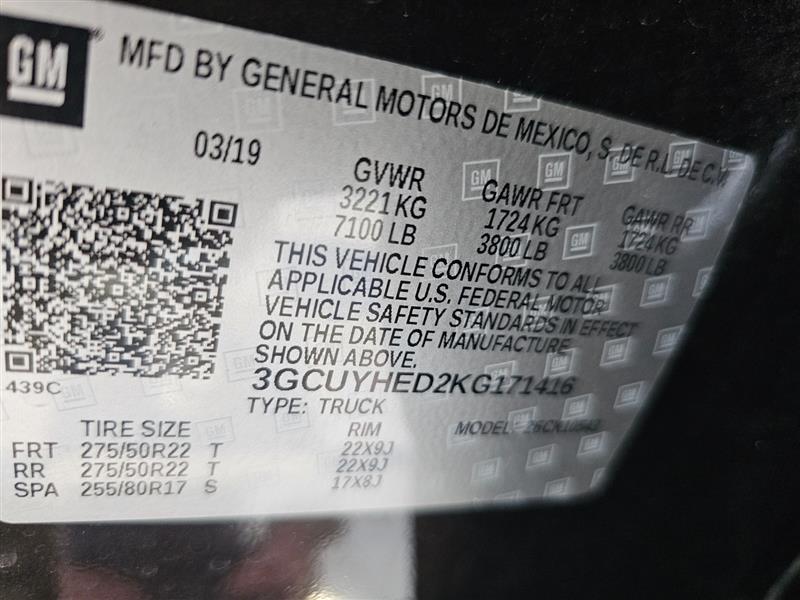 GM
MFD BY GENERAL MOTORS DE MEXICO, S. DE R.L. DE C.V.
03/19
GVWR GAWR FRT GAWR RR
3221 KG 1724 KG 1724 KG
7100 LB 3800 LB 3800 LB
THIS VEHICLE CONFORMS TO ALL
APPLICABLE U.S. FEDERAL MOTOR
VEHICLE SAFETY STANDARDS IN EFFECT
ON THE DATE OF MANUFACTURE
SHOWN ABOVE.
439C
3GCUYHED2KG171416
TYPE: TRUCK
TIRE SIZE RIM MODEL:
FRT 275/50R22 T 22X9J
RR 275/50R22 T 22X9J
SPA 255/80R17 S 17X8J